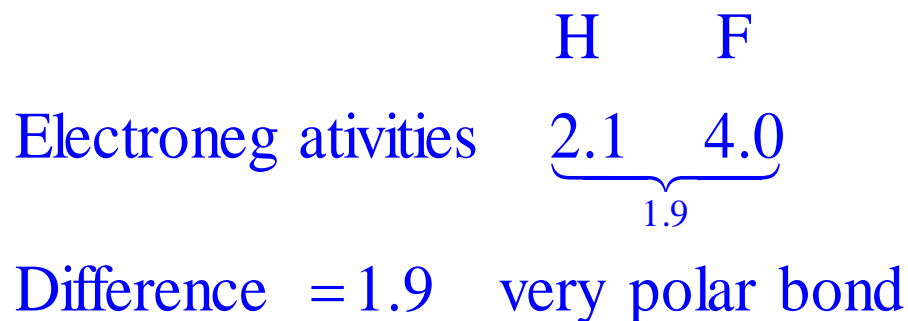 H F
Electroneg ativities 2.1 4.0
1.9
Difference =1.9 very polar bond